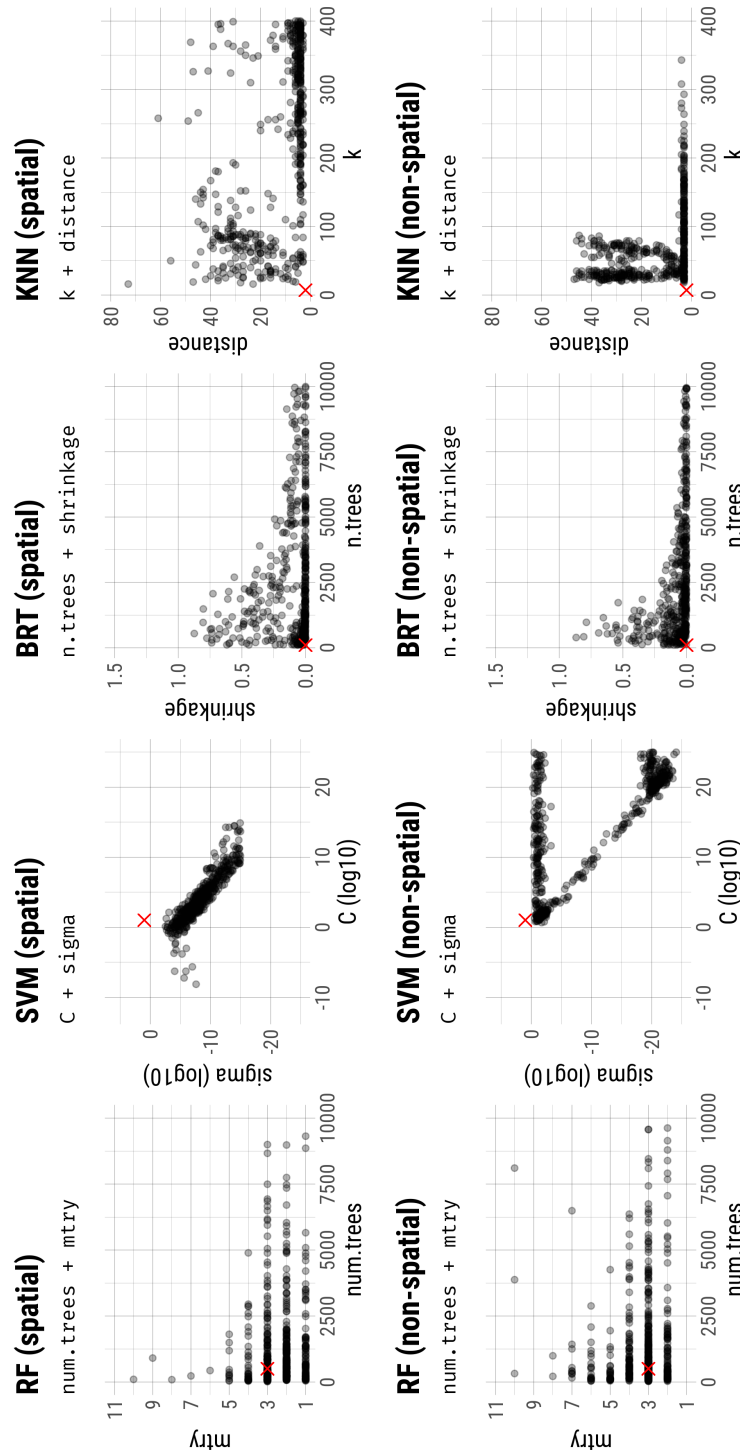 RF (spatial)
num.trees + mtry
11
9
7
5
3
1
mtry
0
2500
5000
7500
10000
num.trees
SVM (spatial)
C + sigma
0
-10
-20
sigma (log10)
-10
0
10
20
C (log10)
BRT (spatial)
n.trees + shrinkage
1.5
1.0
0.5
0.0
shrinkage
0
2500
5000
7500
10000
n.trees
KNN (spatial)
k + distance
80
60
40
20
0
distance
0
100
200
300
400
k
RF (non-spatial)
num.trees + mtry
11
9
7
5
3
1
mtry
0
2500
5000
7500
10000
num.trees
SVM (non-spatial)
C + sigma
0
-10
-20
sigma (log10)
-10
0
10
20
C (log10)
BRT (non-spatial)
n.trees + shrinkage
1.5
1.0
0.5
0.0
shrinkage
0
2500
5000
7500
10000
n.trees
KNN (non-spatial)
k + distance
80
60
40
20
0
distance
0
100
200
300
400
k